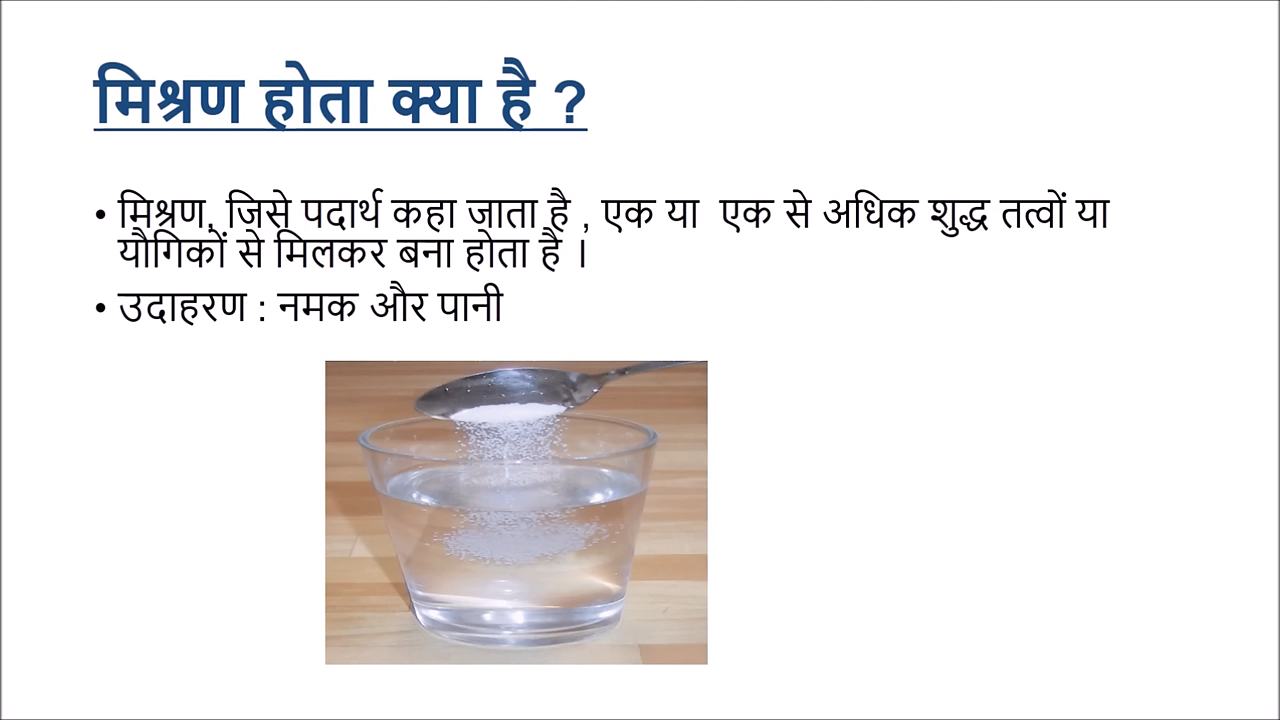 मिश्रण होता क्या है ?
• मिश्रण, जिसे पदार्थ कहा जाता है , एक या एक से अधिक शुद्ध तत्वों या
यौगिकों से मिलकर बना होता है ।
• उदाहरण : नमक और पानी